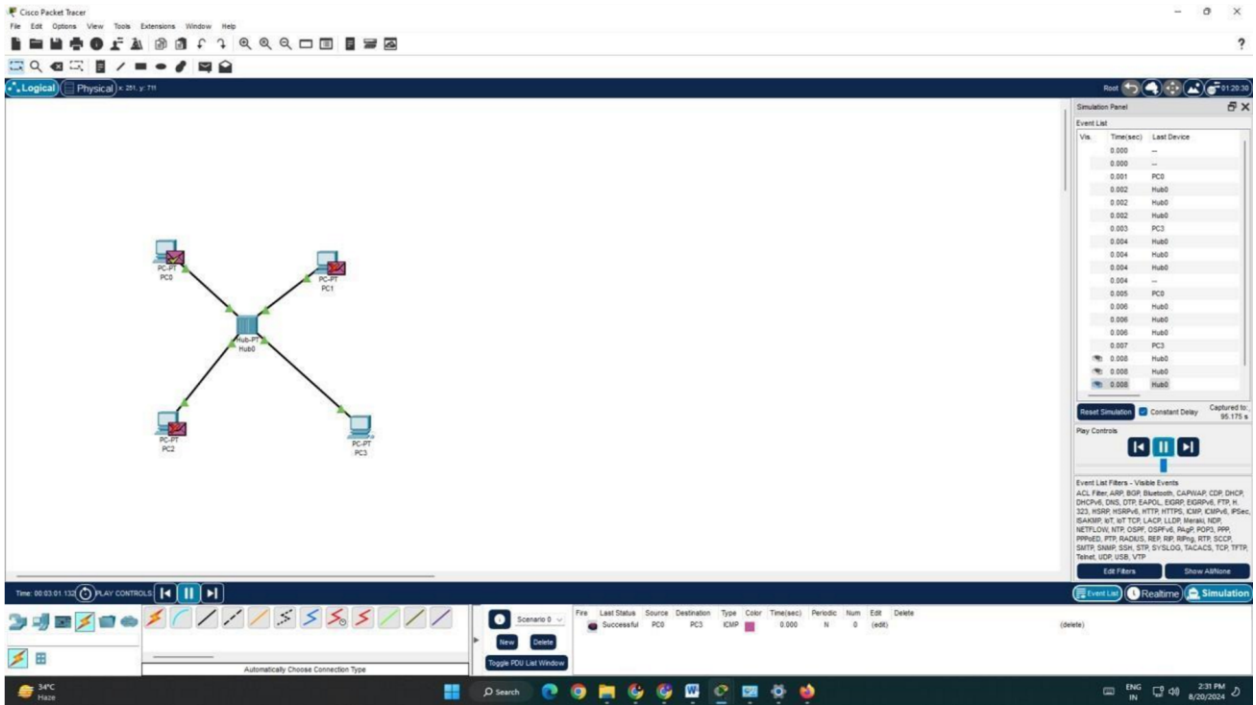 Cisco Packet Tracer
File Edit Options View Tools Extensions Window Help
?
Logical Physical x: 251, y: 711 Root 01:20:30
Simulation Panel
Event List
Vis. Time(sec) Last Device
0.000 --
0.000 --
0.001 PC0
0.002 Hub0
0.002 Hub0
0.002 Hub0
0.003 PC3
0.004 Hub0
0.004 Hub0
0.004 Hub0
0.004 --
0.005 PC0
0.006 Hub0
0.006 Hub0
0.006 Hub0
0.007 PC3
0.008 Hub0
0.008 Hub0
0.008 Hub0
Reset Simulation Constant Delay Captured to:
95.175 s
Play Controls
Event List Filters - Visible Events
ACL Filter, ARP, BGP, Bluetooth, CAPWAP, CDP, DHCP,
DHCPv6, DNS, DTP, EAPOL, EIGRP, EIGRPv6, FTP, H.
323, HSRP, HSRPv6, HTTP, HTTPS, ICMP, ICMPv6, IPSec,
ISAKMP, IoT, IoT TCP, LACP, LLDP, Meraki, NDP,
NETFLOW, NTP, OSPF, OSPFv6, PAgP, POP3, PPP,
PPPoED, PTP, RADIUS, REP, RIP, RIPng, RTP, SCCP,
SMTP, SNMP, SSH, STP, SYSLOG, TACACS, TCP, TFTP,
Telnet, UDP, USB, VTP
Edit Filters Show All/None
PC-PT
PC0
PC-PT
PC1
Hub-PT
Hub0
PC-PT
PC2
PC-PT
PC3
Time: 00:03:01.132 PLAY CONTROLS: Event List Realtime Simulation
Scenario 0
New Delete
Toggle PDU List Window
Fire Last Status Source Destination Type Color Time(sec) Periodic Num Edit Delete
Successful PC0 PC3 ICMP 0.000 N 0 (edit) (delete)
Automatically Choose Connection Type
34°C
Haze
Search
ENG
IN
2:31 PM
8/20/2024